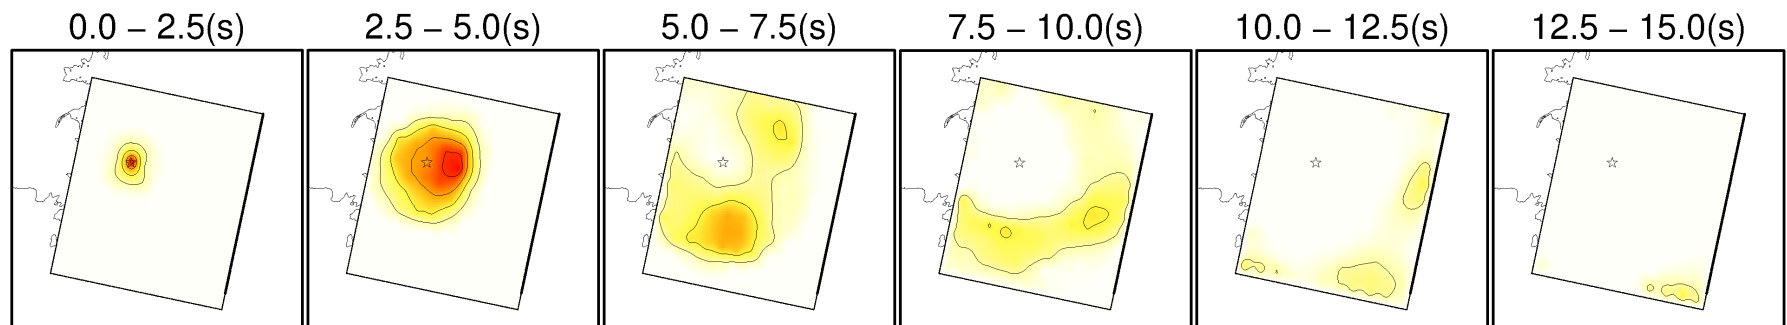 0.0 – 2.5(s) 2.5 – 5.0(s) 5.0 – 7.5(s) 7.5 – 10.0(s) 10.0 – 12.5(s) 12.5 – 15.0(s)